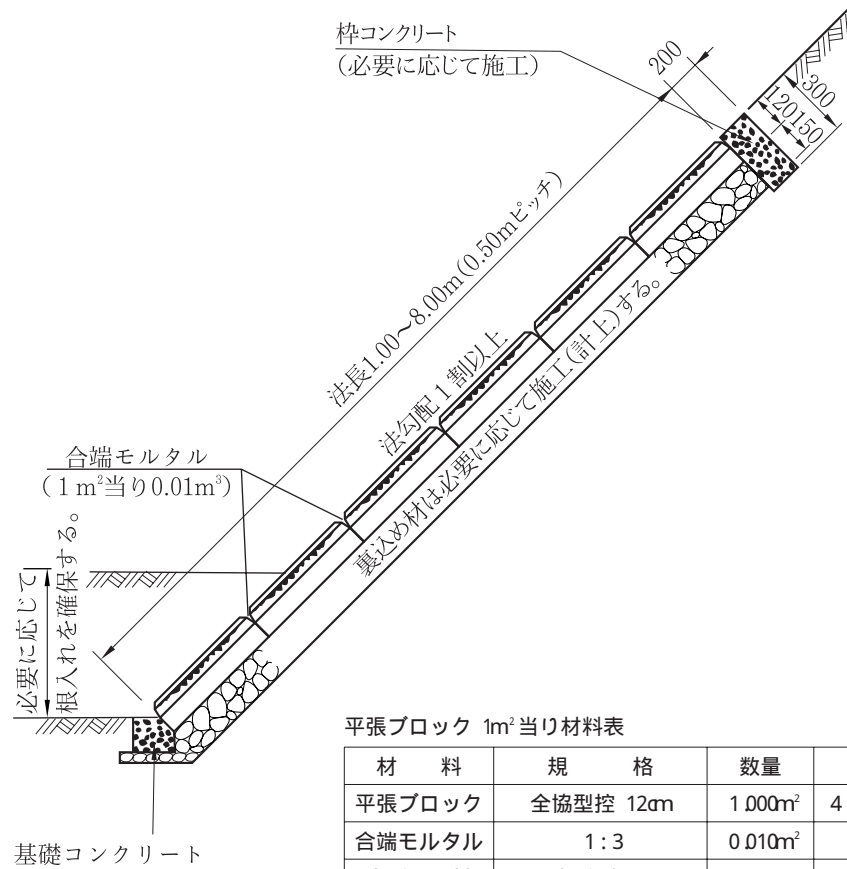 枠コンクリート
(必要に応じて施工)
200
300
120
150
法長1.00～8.00m(0.50mピッチ)
法勾配1割以上
裏込め材は必要に応じて施工(計上)する。
合端モルタル
(1m²当り0.01m³)
必要に応じて
根入れを確保する。
基礎コンクリート
平張ブロック 1m²当り材料表
材 料 規 格 数量
平張ブロック 全協型控 12cm 1.000m² 4
合端モルタル 1:3 0.010m²